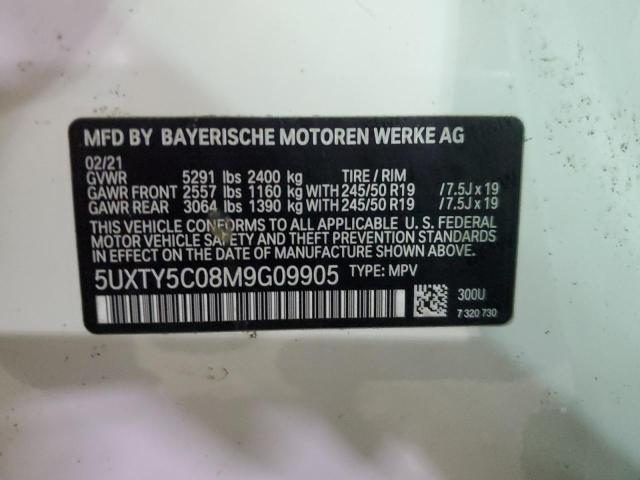 MFD BY BAYERISCHE MOTOREN WERKE AG
02/21
GVWR 5291 lbs 2400 kg TIRE / RIM
GAWR FRONT 2557 lbs 1160 kg WITH 245/50 R19 /7.5J x 19
GAWR REAR 3064 lbs 1390 kg WITH 245/50 R19 /7.5J x 19
THIS VEHICLE CONFORMS TO ALL APPLICABLE U. S. FEDERAL
MOTOR VEHICLE SAFETY AND THEFT PREVENTION STANDARDS
IN EFFECT ON THE DATE OF MANUFACTURE SHOWN ABOVE.
5UXTY5C08M9G09905 TYPE: MPV
300U
7 320 730